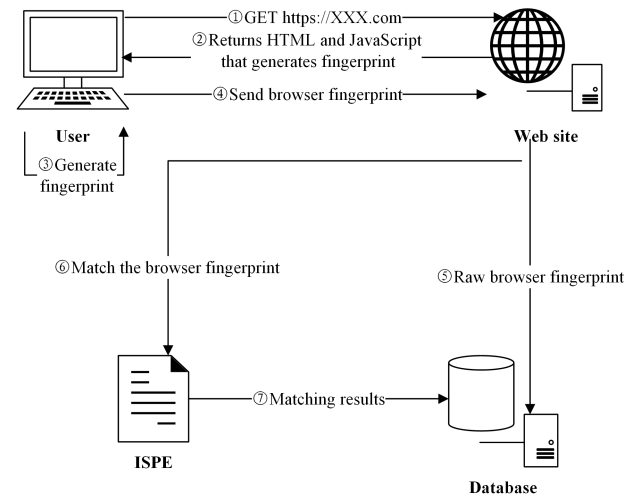 ①GET https://XXX.com
②Returns HTML and JavaScript
that generates fingerprint
④Send browser fingerprint
User
Web site
③Generate
fingerprint
⑥Match the browser fingerprint
⑤Raw browser fingerprint
⑦Matching results
ISPE
Database